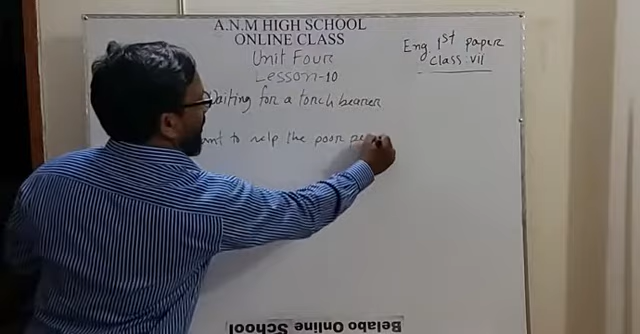 A.N.M HIGH SCHOOL
ONLINE CLASS
Unit Four
Lesson-10
Eng 1st paper
Class: VII
Waiting for a torch bearer
to help the poor
Belabo Online School